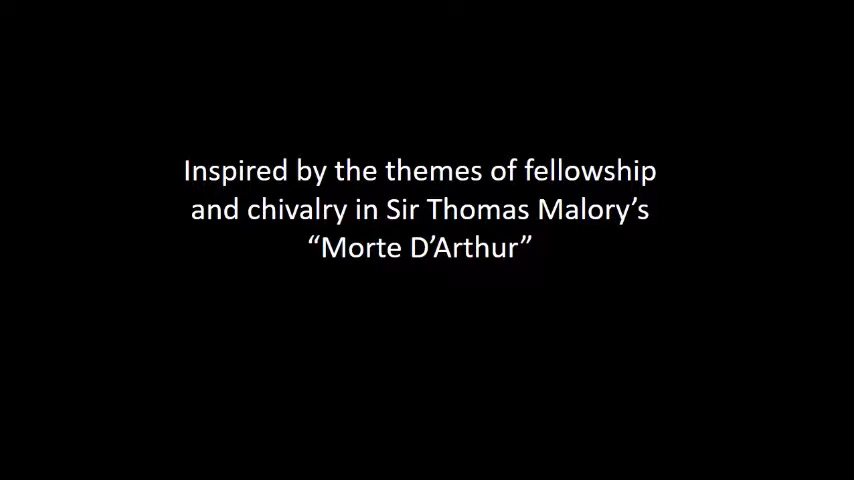 Inspired by the themes of fellowship
and chivalry in Sir Thomas Malory’s
“Morte D’Arthur”